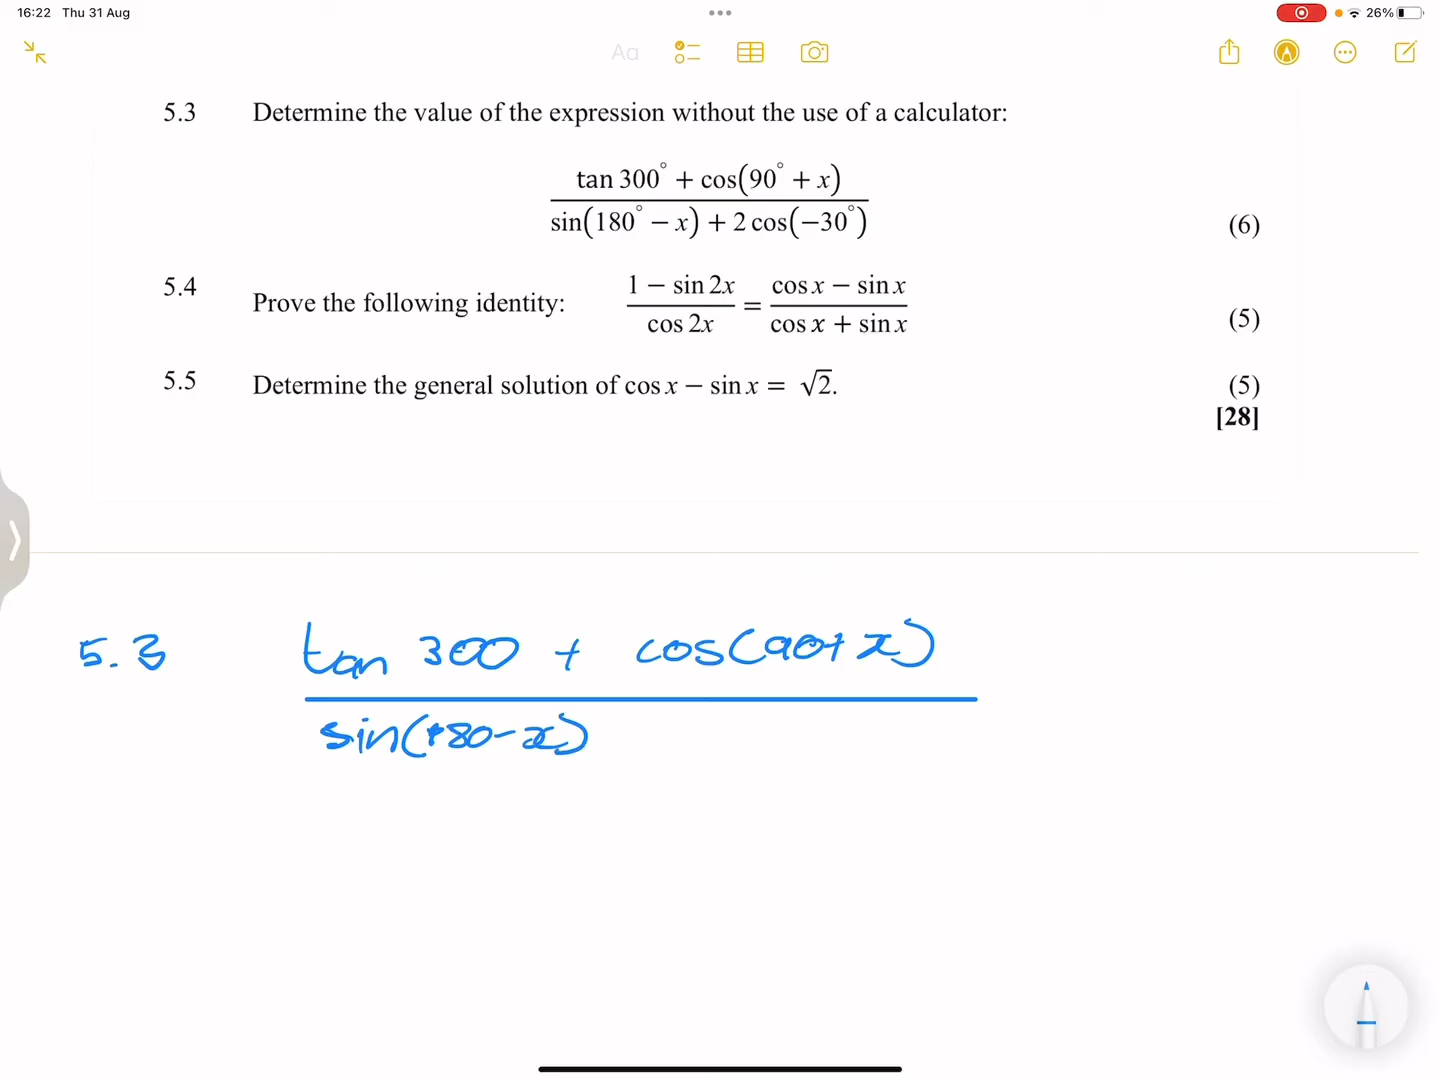 16:22 Thu 31 Aug
26%
Aa
5.3 Determine the value of the expression without the use of a calculator:
tan 300° + cos(90° + x)
sin(180° − x) + 2 cos(−30°)
(6)
5.4 Prove the following identity: 1 − sin 2x / cos 2x = cos x − sin x / cos x + sin x
(5)
5.5 Determine the general solution of cos x − sin x = √2.
(5)
[28]
5.3 tan 300 + cos(90+x)
sin(180-x)